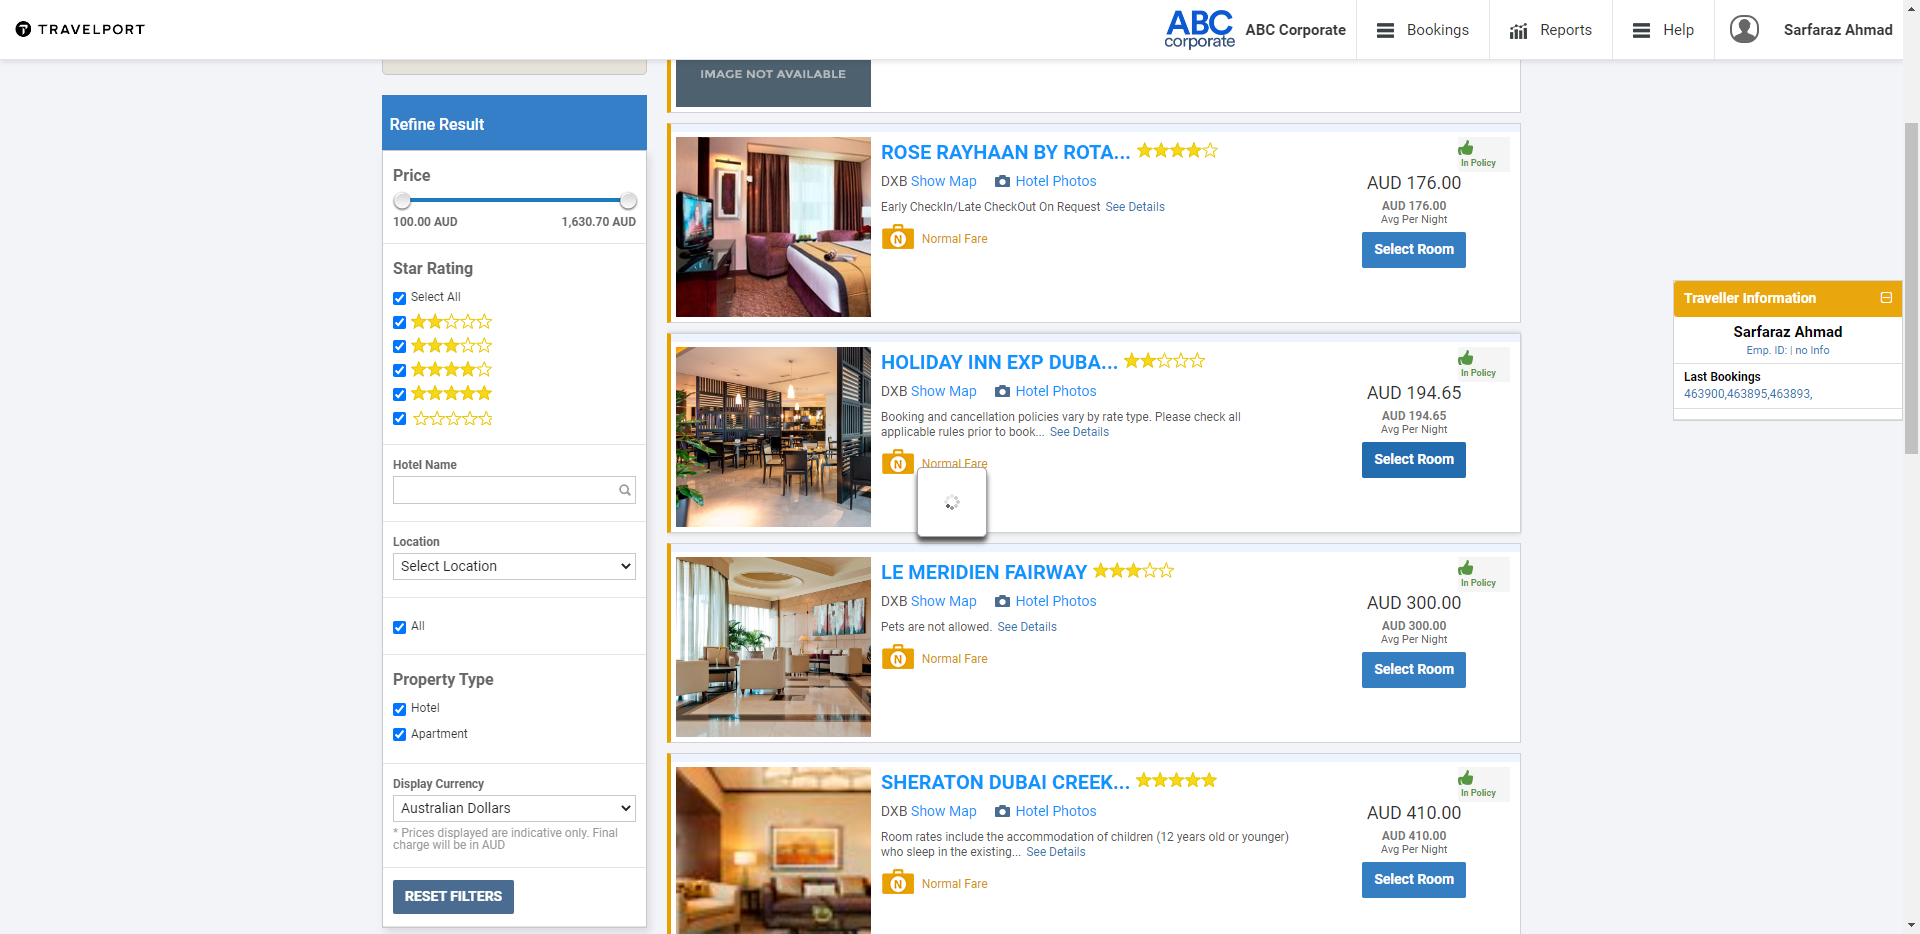 TRAVELPORT
ABC
corporate
ABC Corporate
Bookings
Reports
Help
Sarfaraz Ahmad
Refine Result
Price
100.00 AUD
1,630.70 AUD
Star Rating
Select All
Hotel Name
Location
Select Location
All
Property Type
Hotel
Apartment
Display Currency
Australian Dollars
* Prices displayed are indicative only. Final
charge will be in AUD
RESET FILTERS
IMAGE NOT AVAILABLE
ROSE RAYHAAN BY ROTA...
DXB Show Map Hotel Photos
Early CheckIn/Late CheckOut On Request See Details
N Normal Fare
In Policy
AUD 176.00
AUD 176.00
Avg Per Night
Select Room
HOLIDAY INN EXP DUBA...
DXB Show Map Hotel Photos
Booking and cancellation policies vary by rate type. Please check all
applicable rules prior to book... See Details
N Normal Fare
In Policy
AUD 194.65
AUD 194.65
Avg Per Night
Select Room
LE MERIDIEN FAIRWAY
DXB Show Map Hotel Photos
Pets are not allowed. See Details
N Normal Fare
In Policy
AUD 300.00
AUD 300.00
Avg Per Night
Select Room
SHERATON DUBAI CREEK...
DXB Show Map Hotel Photos
Room rates include the accommodation of children (12 years old or younger)
who sleep in the existing... See Details
N Normal Fare
In Policy
AUD 410.00
AUD 410.00
Avg Per Night
Select Room
Traveller Information
Sarfaraz Ahmad
Emp. ID: | no Info
Last Bookings
463900,463895,463893,